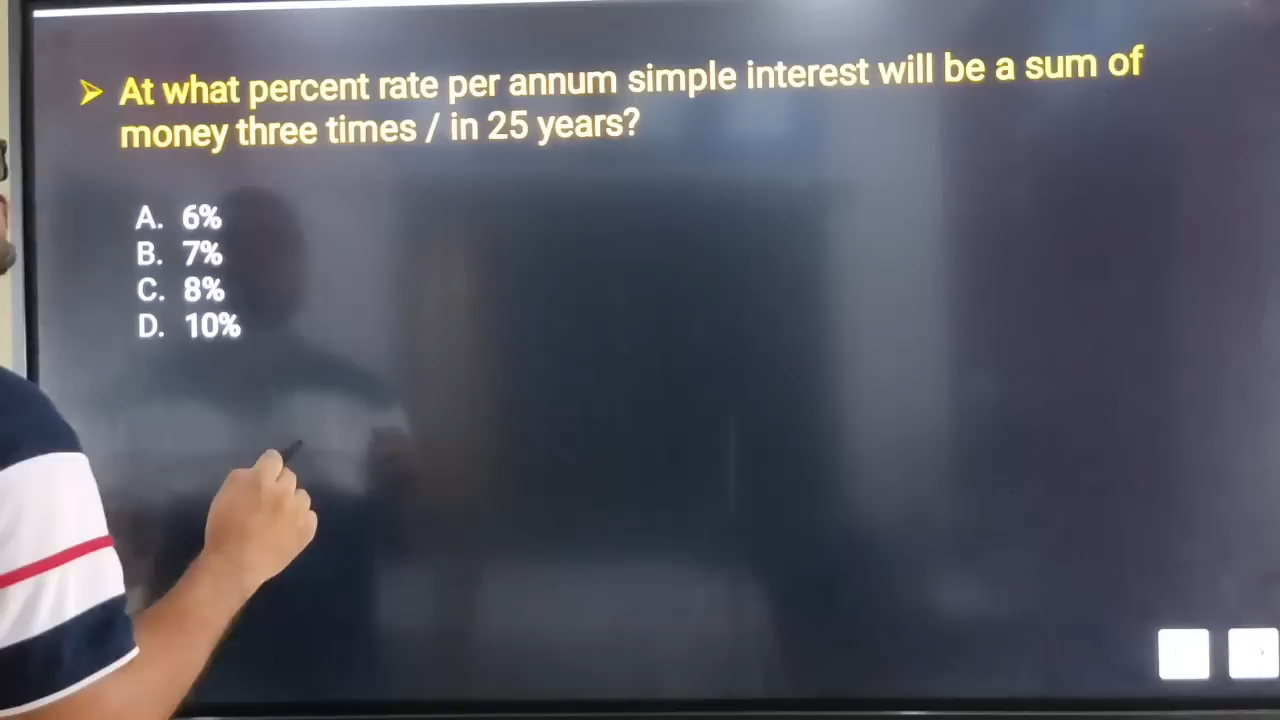 ➤ At what percent rate per annum simple interest will be a sum of
money three times / in 25 years?
A. 6%
B. 7%
C. 8%
D. 10%